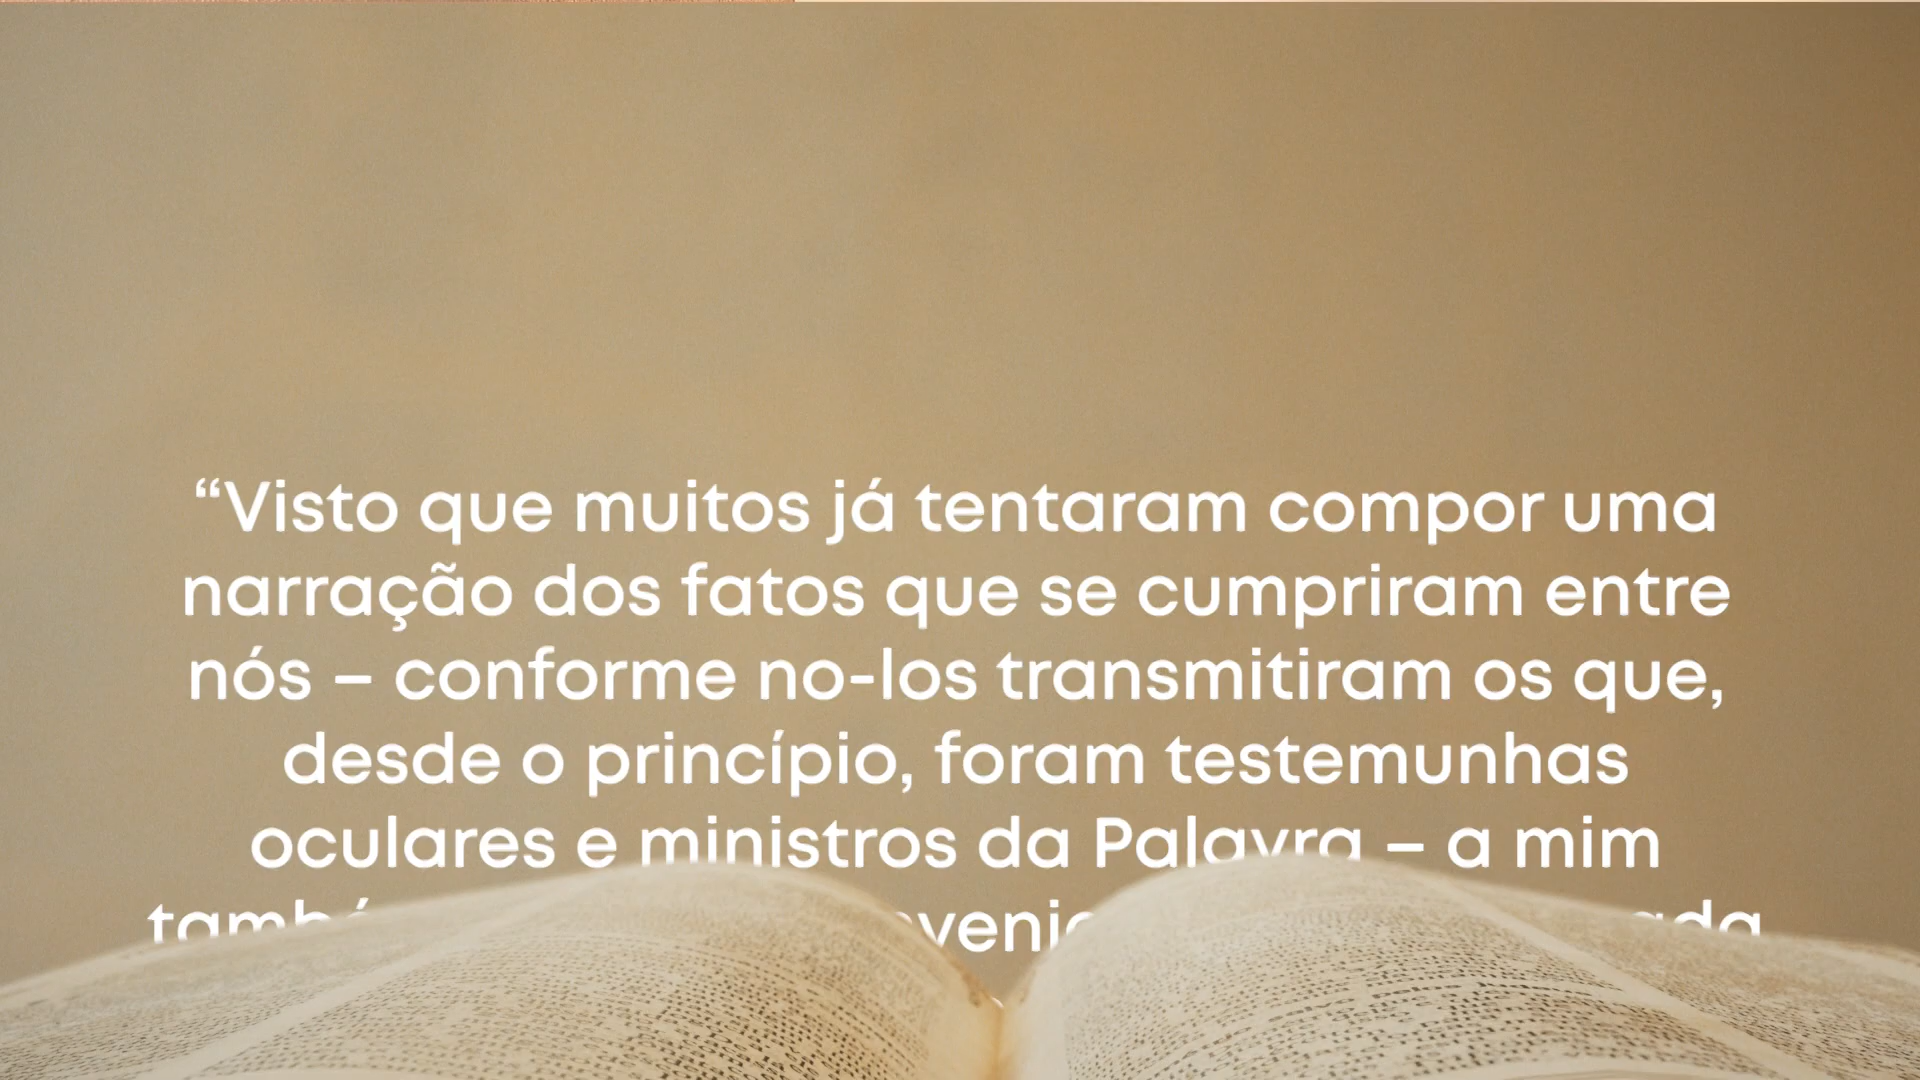 “Visto que muitos já tentaram compor uma
narração dos fatos que se cumpriram entre
nós – conforme no-los transmitiram os que,
desde o princípio, foram testemunhas
oculares e ministros da Palavra – a mim